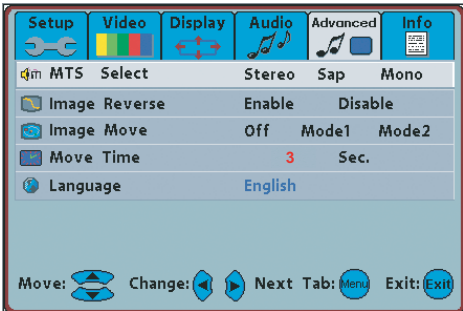 Setup Video Display Audio Advanced Info
MTS Select Stereo Sap Mono
Image Reverse Enable Disable
Image Move Off Mode1 Mode2
Move Time 3 Sec.
Language English
Move: Change: Next Tab: Menu Exit: Exit